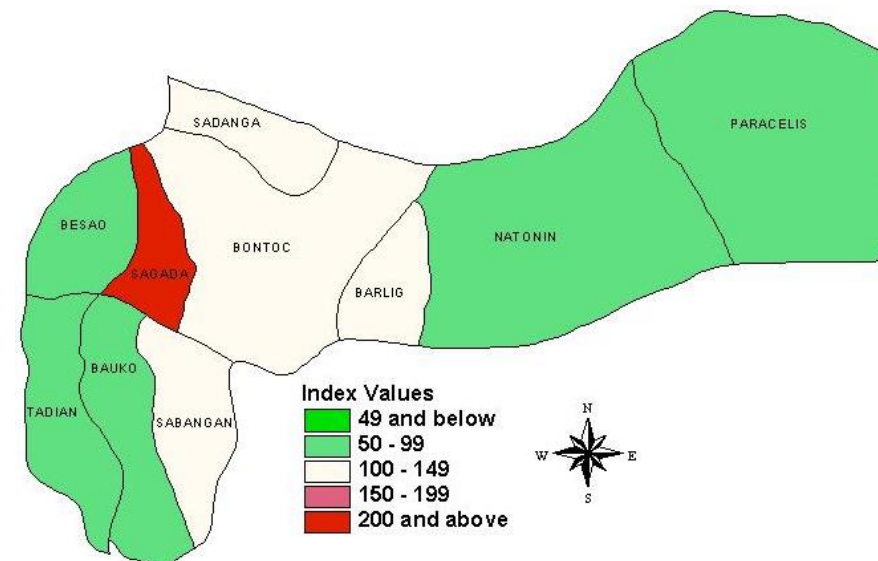 SADANGA
PARACELIS
BESAO
BONTOC
NATONIN
SAGADA
BARLIG
BAUKO
TADIAN
SABANGAN
Index Values
49 and below
50 - 99
100 - 149
150 - 199
200 and above
N
W E
S